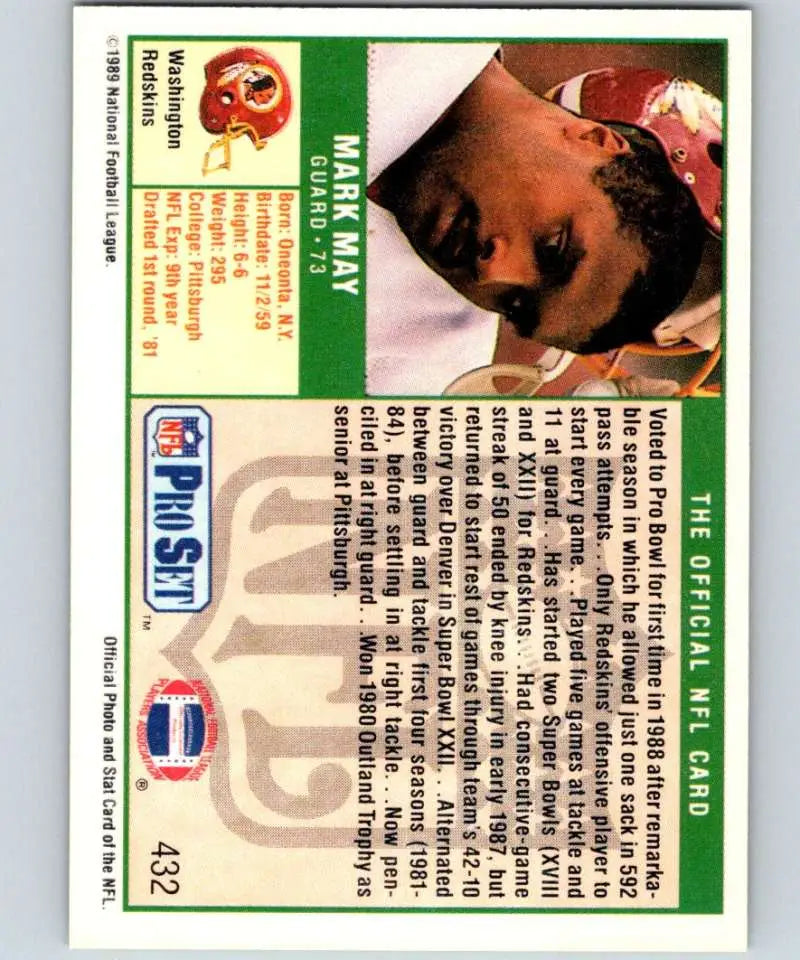 THE OFFICIAL NFL CARD
MARK MAY
GUARD • 73
Washington
Redskins
Born: Oneonta, N.Y.
Birthdate: 11/2/59
Height: 6-6
Weight: 295
College: Pittsburgh
NFL Exp: 9th year
Drafted 1st round, '81
Voted to Pro Bowl for first time in 1988 after remarka-
ble season in which he allowed just one sack in 592
pass attempts. . .Only Redskins' offensive player to
start every game. . .Played five games at tackle and
11 at guard. . .Has started two Super Bowls (XVIII
and XXII) for Redskins. . .Had consecutive-game
streak of 50 ended by knee injury in early 1987, but
returned to start rest of games through team's 42-10
victory over Denver in Super Bowl XXII. . .Alternated
between guard and tackle first four seasons (1981-
84), before settling in at right tackle. . .Now pen-
ciled in at right guard. . .Won 1980 Outland Trophy as
senior at Pittsburgh.
NFL
NFL
PRO SET
TM
NATIONAL FOOTBALL LEAGUE
PLAYERS ASSOCIATION
®
432
© 1989 National Football League.
Official Photo and Stat Card of the NFL.